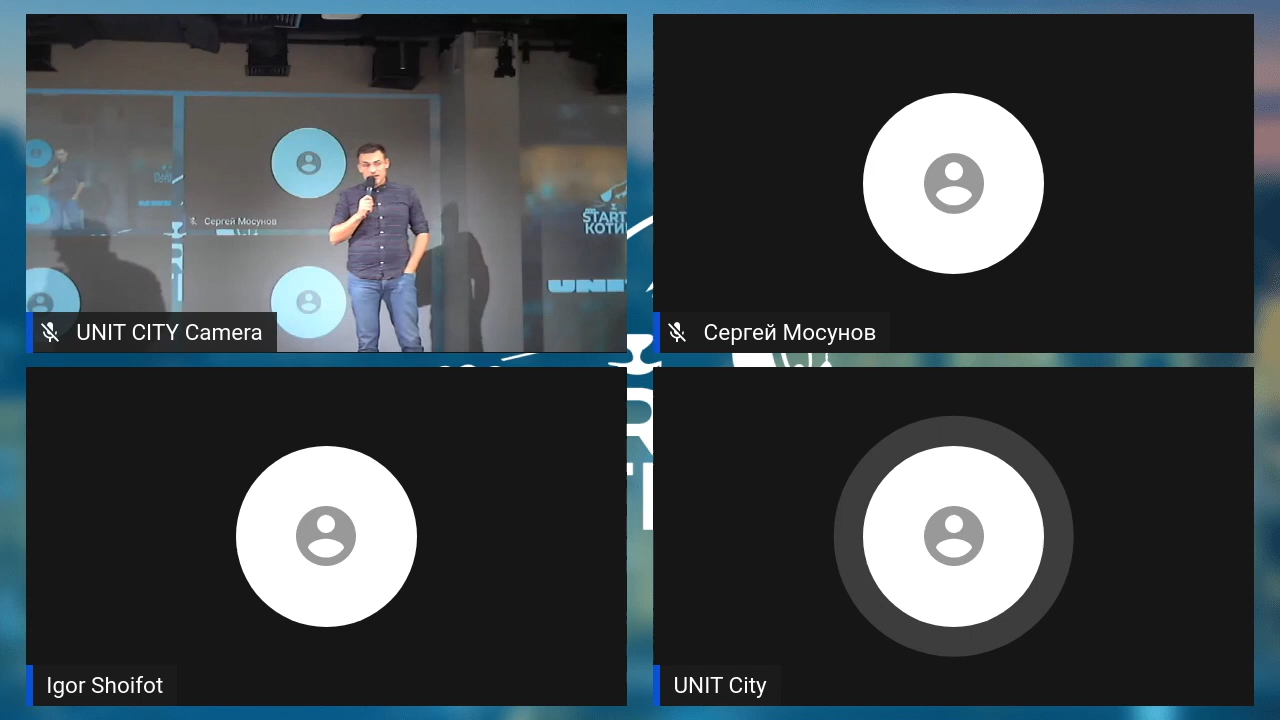 Сергей Мосунов
START
КОТИ
UNIT
UNIT CITY Camera
Сергей Мосунов
R
Igor Shoifot
UNIT City